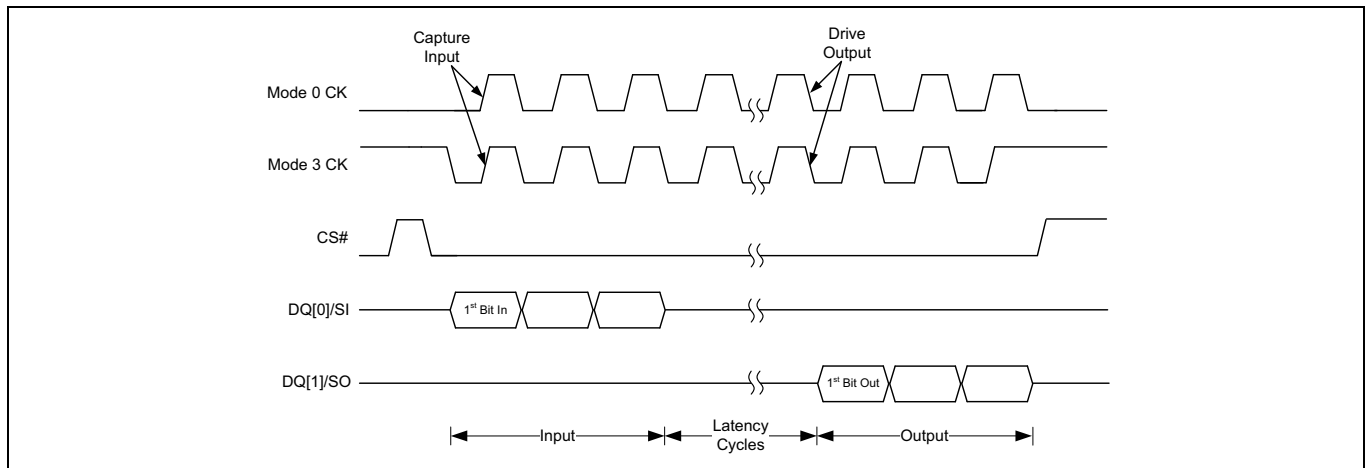 Capture
Input
Drive
Output
Mode 0 CK
Mode 3 CK
CS#
DQ[0]/SI
1st Bit In
DQ[1]/SO
1st Bit Out
Input
Latency
Cycles
Output